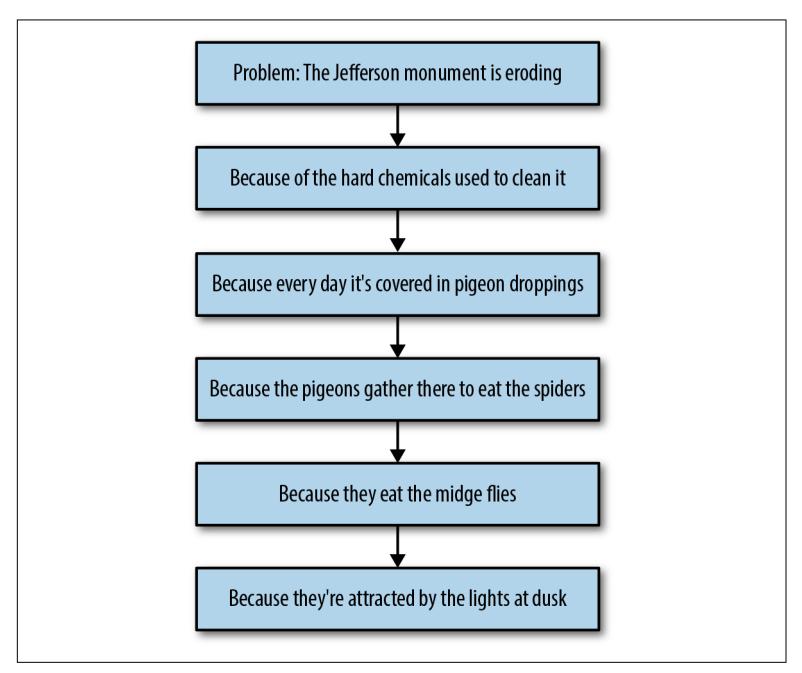 Problem: The Jefferson monument is eroding
Because of the hard chemicals used to clean it
Because every day it's covered in pigeon droppings
Because the pigeons gather there to eat the spiders
Because they eat the midge flies
Because they're attracted by the lights at dusk